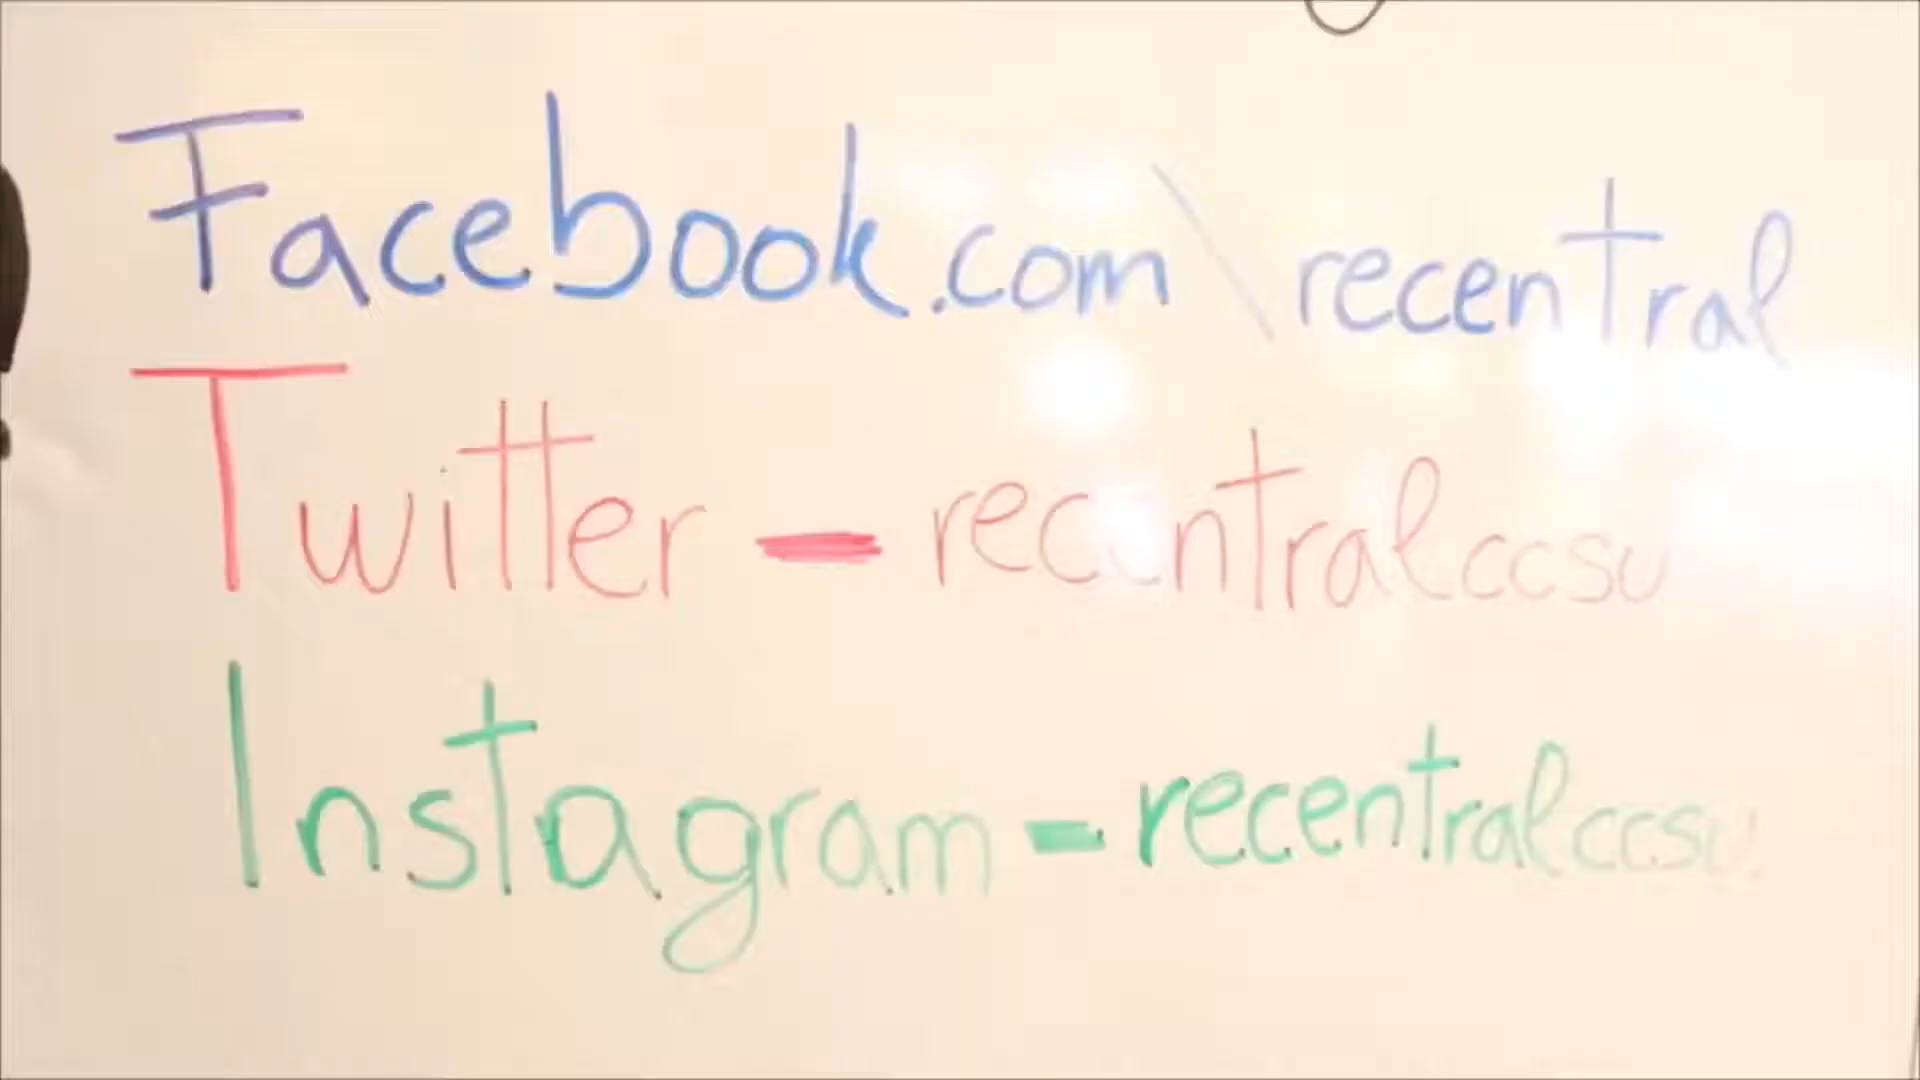 Facebook.com\recentral
Twitter - recentralccsu
Instagram - recentralccsu